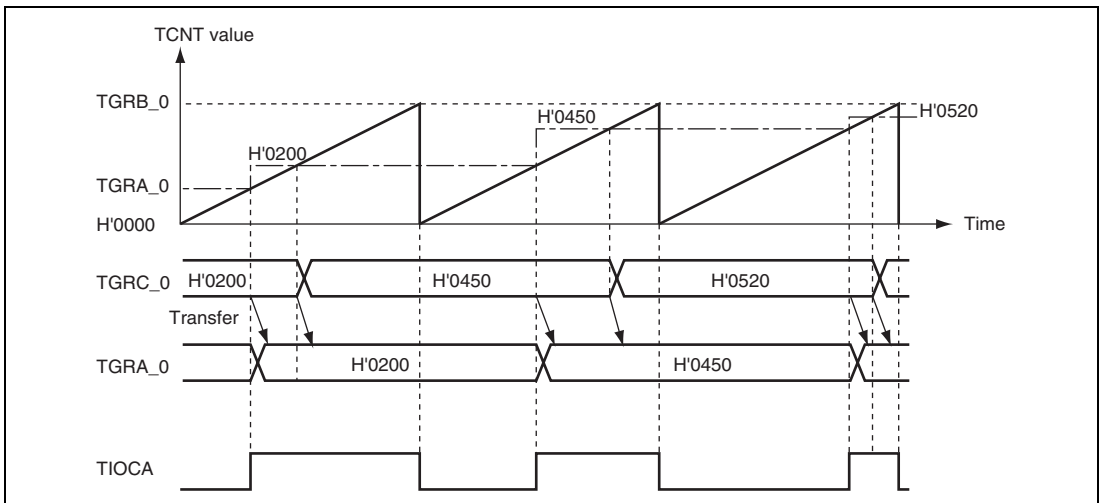 TCNT value
TGRB_0
H'0520
H'0450
H'0200
TGRA_0
H'0000
Time
TGRC_0
H'0200
H'0450
H'0520
Transfer
TGRA_0
H'0200
H'0450
TIOCA